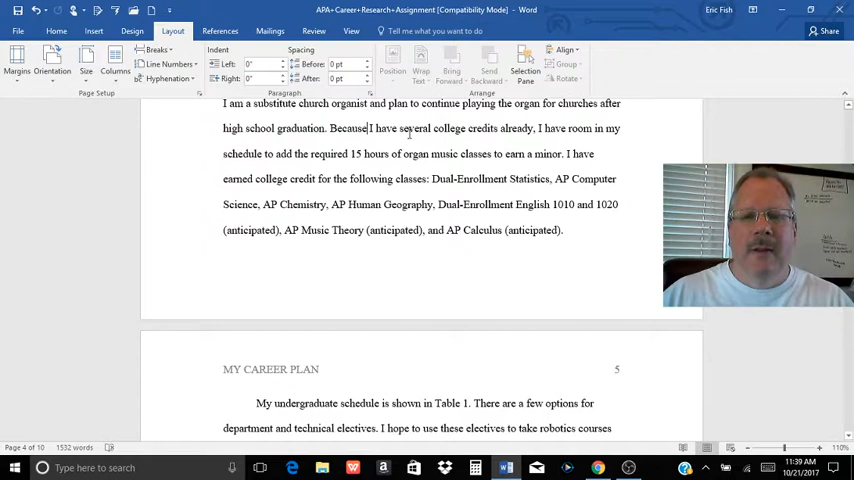 APA+Career+Research+Assignment [Compatibility Mode] - Word
Eric Fish
File Home Insert Design Layout References Mailings Review View Tell me what you want to do Share
Margins Orientation Size Columns
Breaks
Line Numbers
Hyphenation
Page Setup
Indent Spacing
Left: 0" Before: 0 pt
Right: 0" After: 0 pt
Paragraph
Position Wrap Text Bring Forward Send Backward Selection Pane
Align
Group
Rotate
Arrange
I am a substitute church organist and plan to continue playing the organ for churches after
high school graduation. Because I have several college credits already, I have room in my
schedule to add the required 15 hours of organ music classes to earn a minor. I have
earned college credit for the following classes: Dual-Enrollment Statistics, AP Computer
Science, AP Chemistry, AP Human Geography, Dual-Enrollment English 1010 and 1020
(anticipated), AP Music Theory (anticipated), and AP Calculus (anticipated).
MY CAREER PLAN 5
My undergraduate schedule is shown in Table 1. There are a few options for
department and technical electives. I hope to use these electives to take robotics courses
Page 4 of 10 1532 words 110%
Type here to search
11:39 AM
10/21/2017